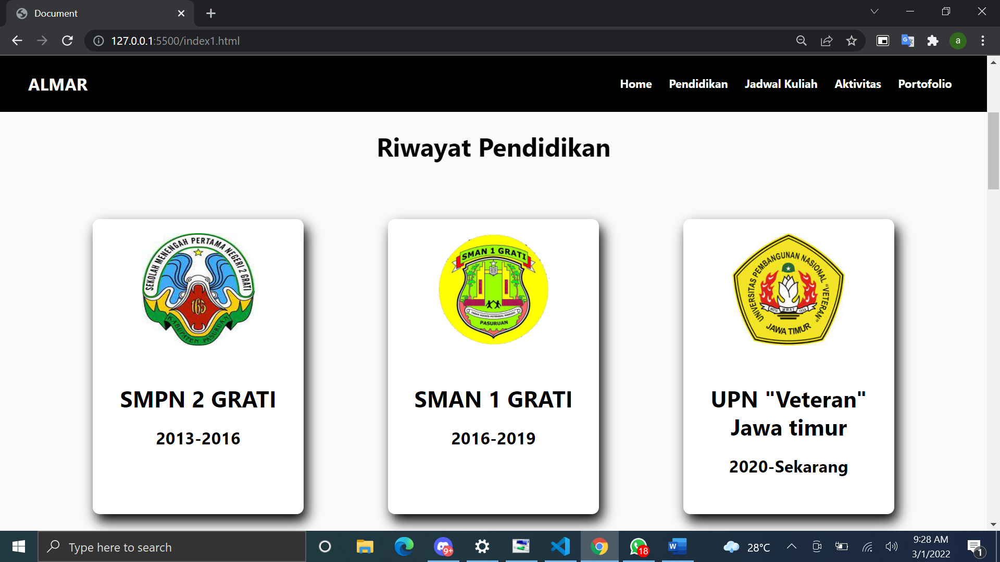 Document
127.0.0.1:5500/index1.html
a
ALMAR
Home Pendidikan Jadwal Kuliah Aktivitas Portofolio
Riwayat Pendidikan
SEKOLAH MENENGAH PERTAMA NEGERI 2 GRATI
165
KABUPATEN PASURUAN
SMPN 2 GRATI
2013-2016
SMAN 1 GRATI
PASURUAN
SMAN 1 GRATI
2016-2019
UNIVERSITAS PEMBANGUNAN NASIONAL "VETERAN"
WIDYA MWAT YASA
JAWA TIMUR
UPN "Veteran"
Jawa timur
2020-Sekarang
Type here to search
9+
18
W
28°C
9:28 AM
3/1/2022
1